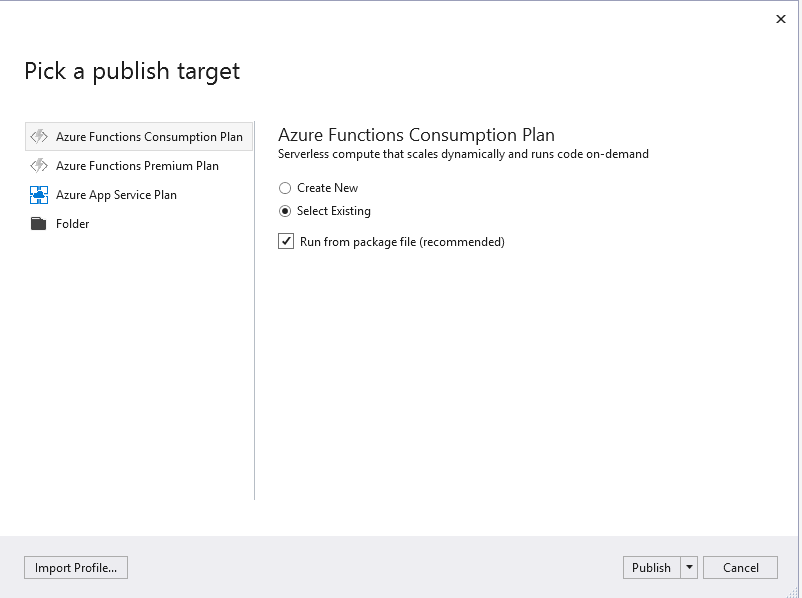 Pick a publish target
Azure Functions Consumption Plan
Azure Functions Premium Plan
Azure App Service Plan
Folder
Azure Functions Consumption Plan
Serverless compute that scales dynamically and runs code on-demand
Create New
Select Existing
Run from package file (recommended)
Import Profile...
Publish
Cancel